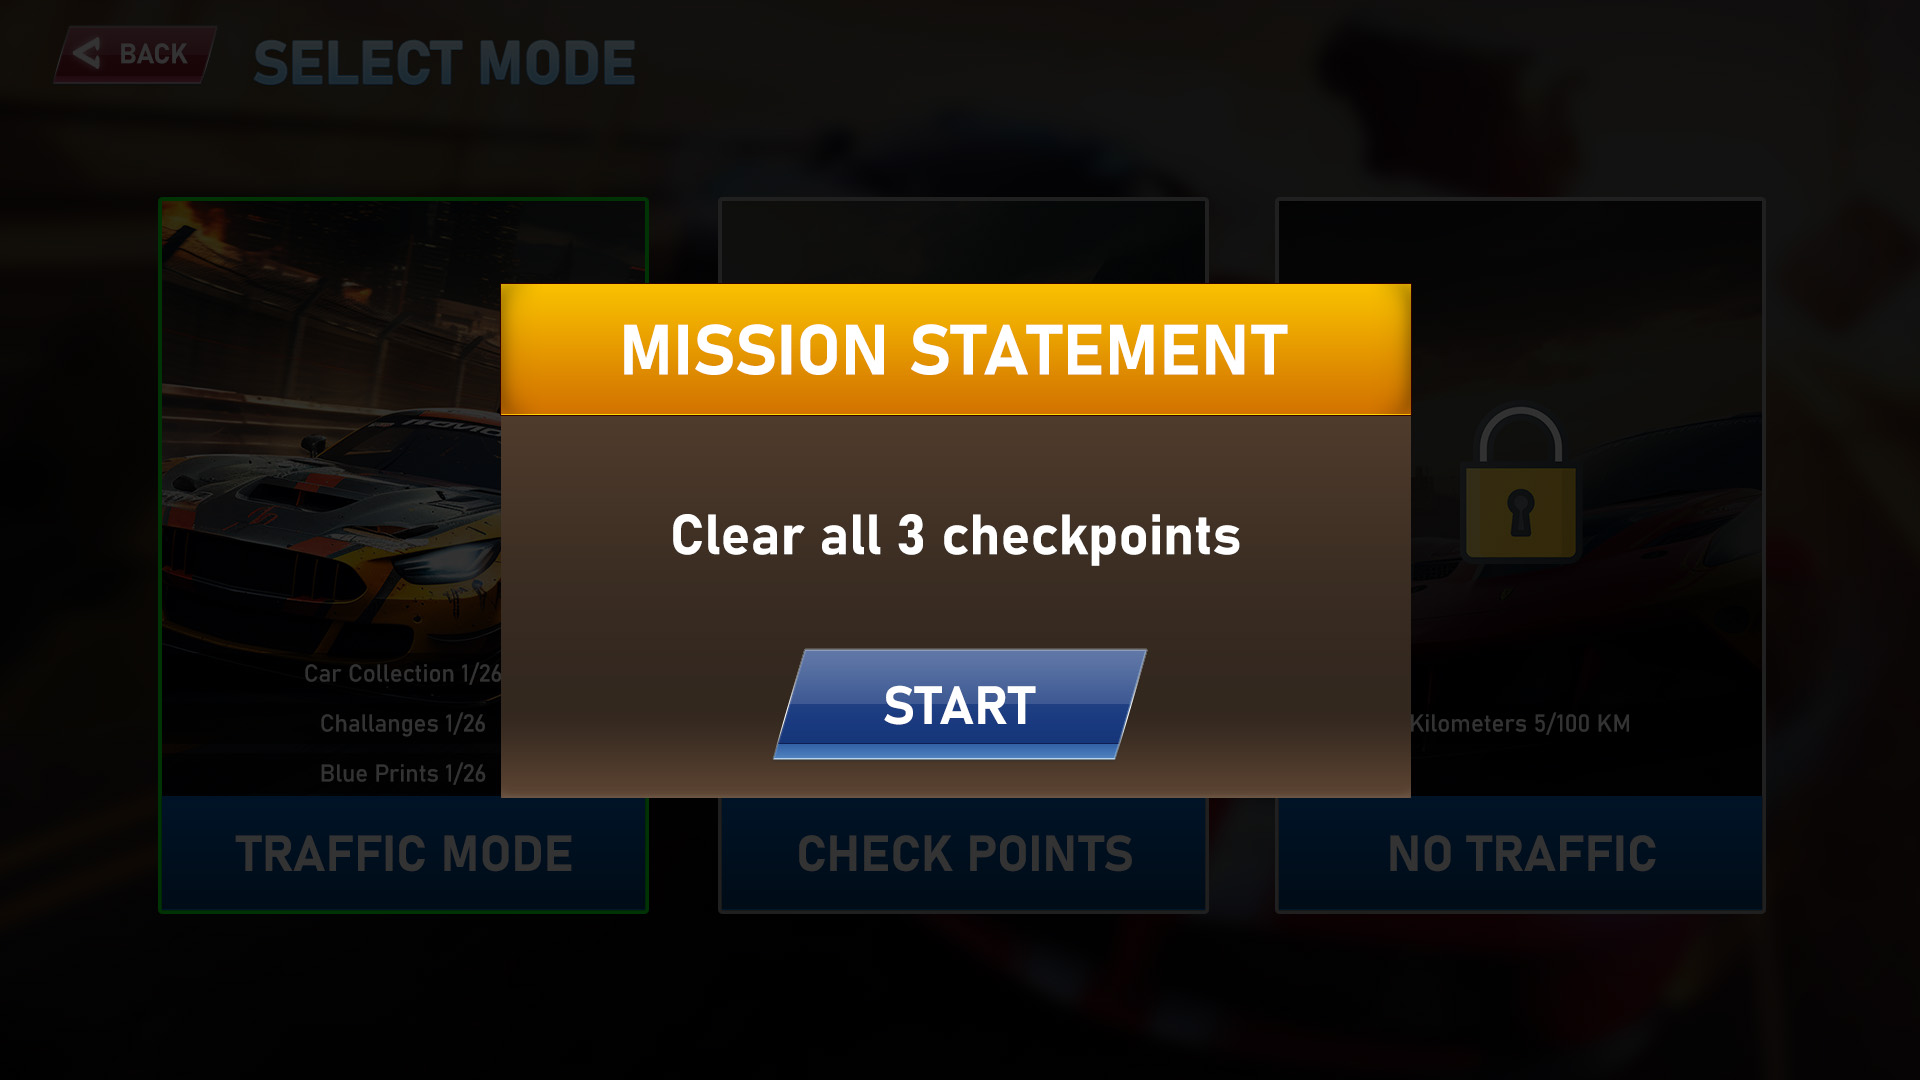 BACK
SELECT MODE
MISSION STATEMENT
Clear all 3 checkpoints
START
Car Collection 1/26
Challanges 1/26
Blue Prints 1/26
Kilometers 5/100 KM
TRAFFIC MODE
CHECK POINTS
NO TRAFFIC